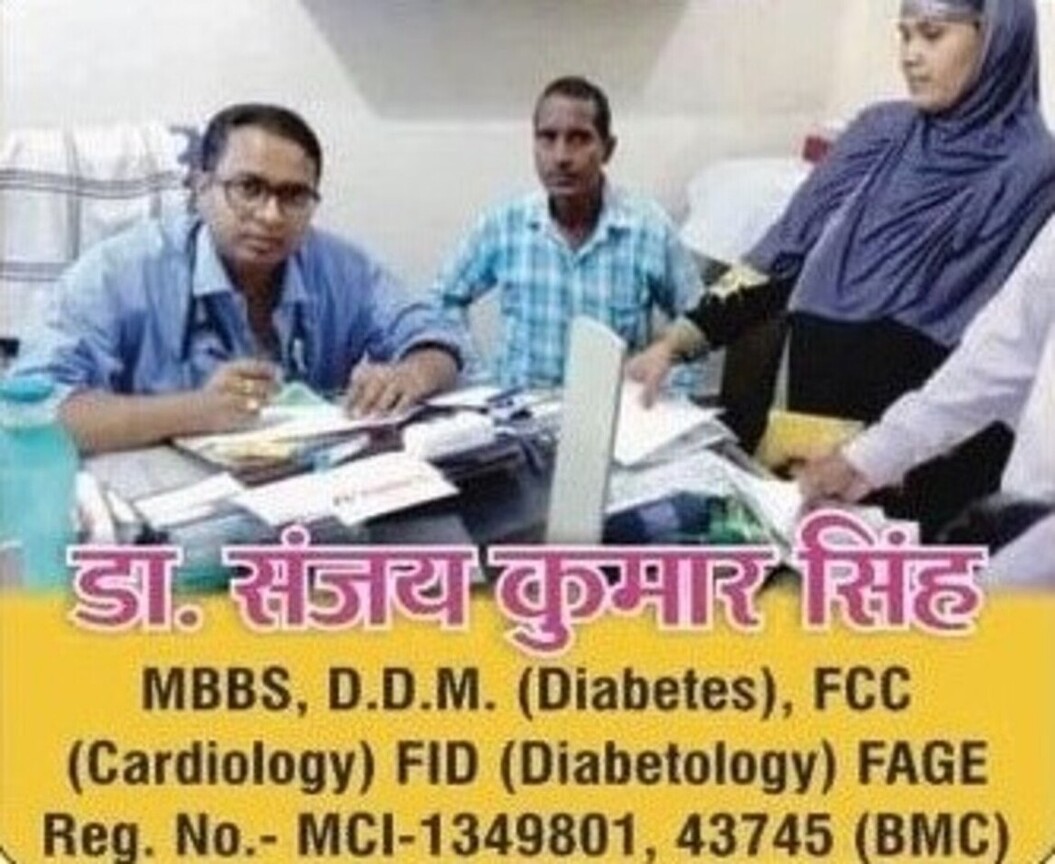 डा. संजय कुमार सिंह
MBBS, D.D.M. (Diabetes), FCC
(Cardiology) FID (Diabetology) FAGE
Reg. No.- MCI-1349801, 43745 (BMC)